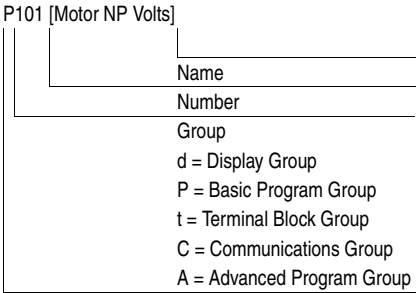 P101 [Motor NP Volts]
Name
Number
Group
d = Display Group
P = Basic Program Group
t = Terminal Block Group
C = Communications Group
A = Advanced Program Group